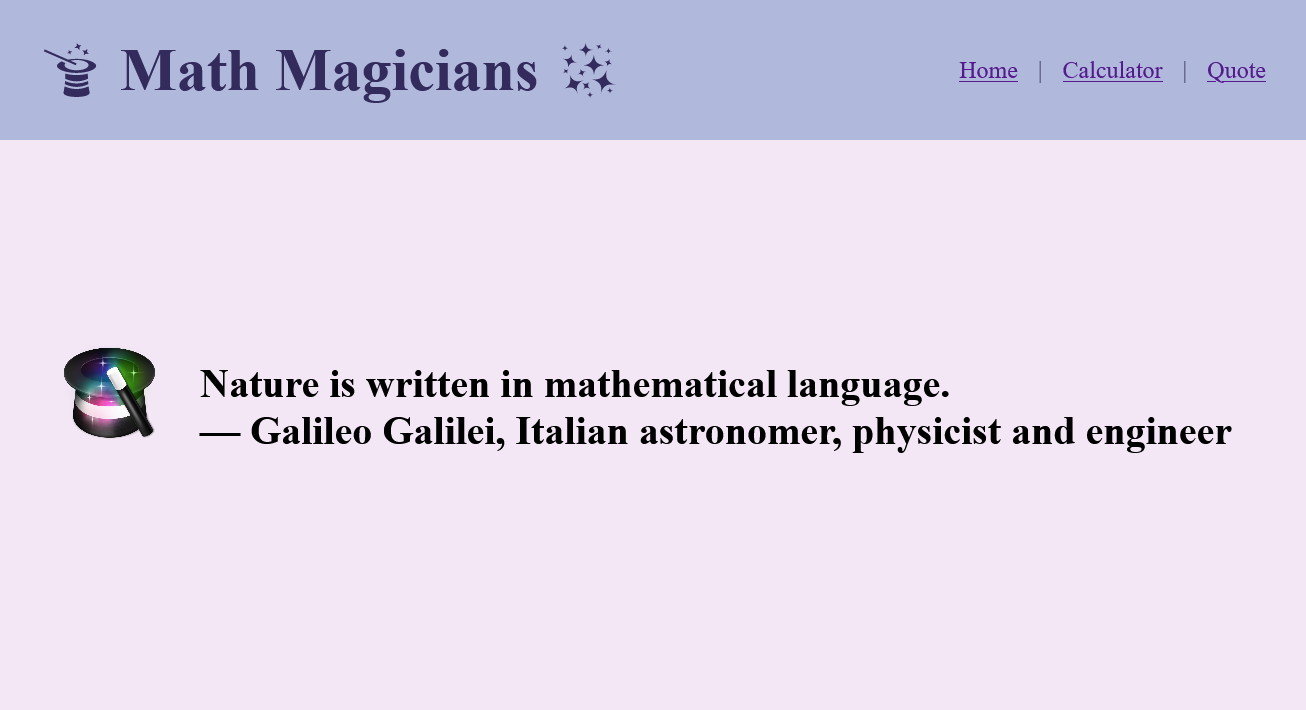 Math Magicians
Home | Calculator | Quote
Nature is written in mathematical language.
— Galileo Galilei, Italian astronomer, physicist and engineer